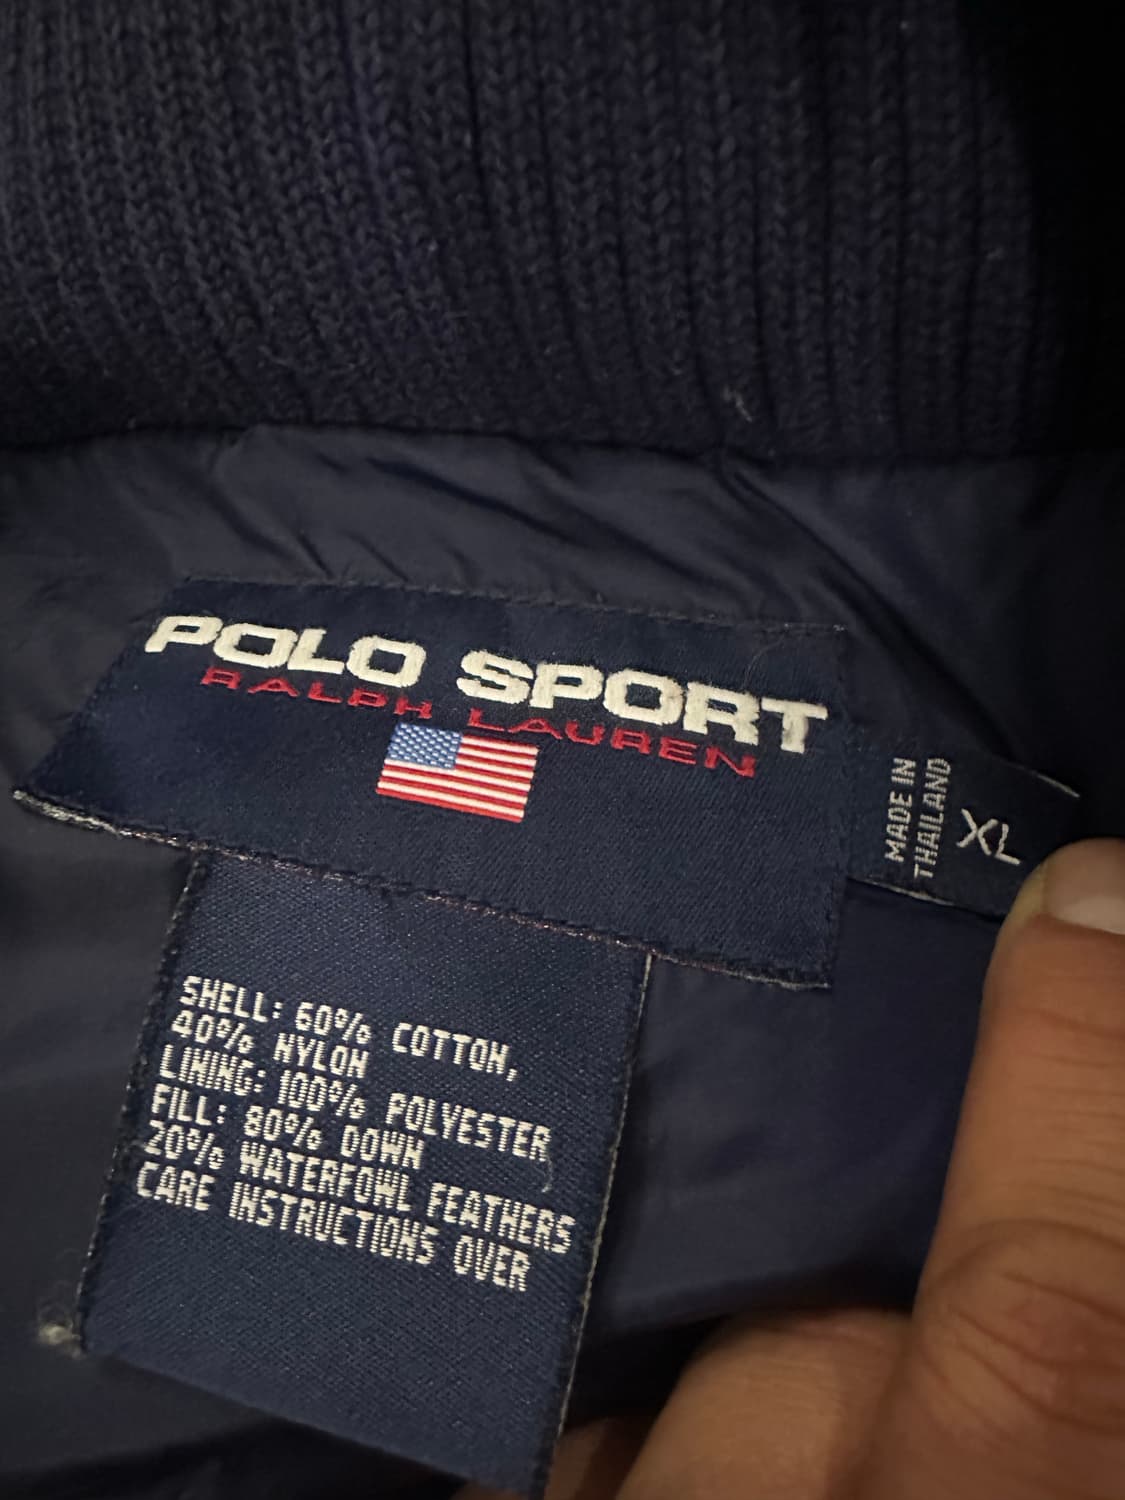 POLO SPORT
RALPH LAUREN
MADE IN
THAILAND
XL
SHELL: 60% COTTON,
40% NYLON
LINING: 100% POLYESTER
FILL: 80% DOWN
20% WATERFOWL FEATHERS
CARE INSTRUCTIONS OVER